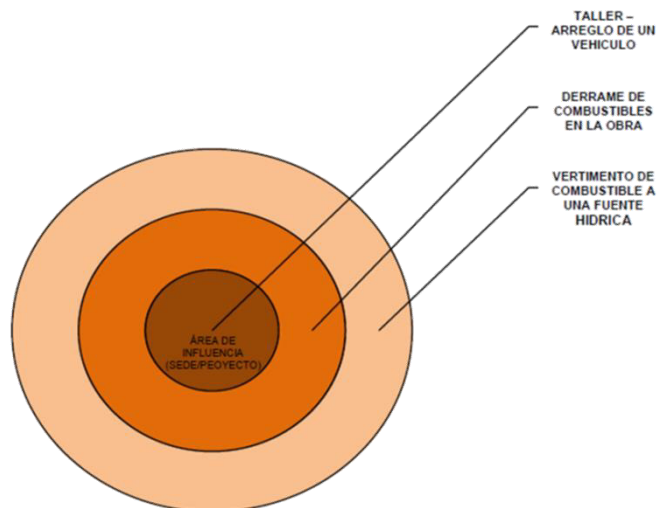 TALLER –
ARREGLO DE UN
VEHICULO
DERRAME DE
COMBUSTIBLES
EN LA OBRA
VERTIMENTO DE
COMBUSTIBLE A
UNA FUENTE
HIDRICA
ÁREA DE
INFLUENCIA
(SEDE/PEOYECTO)